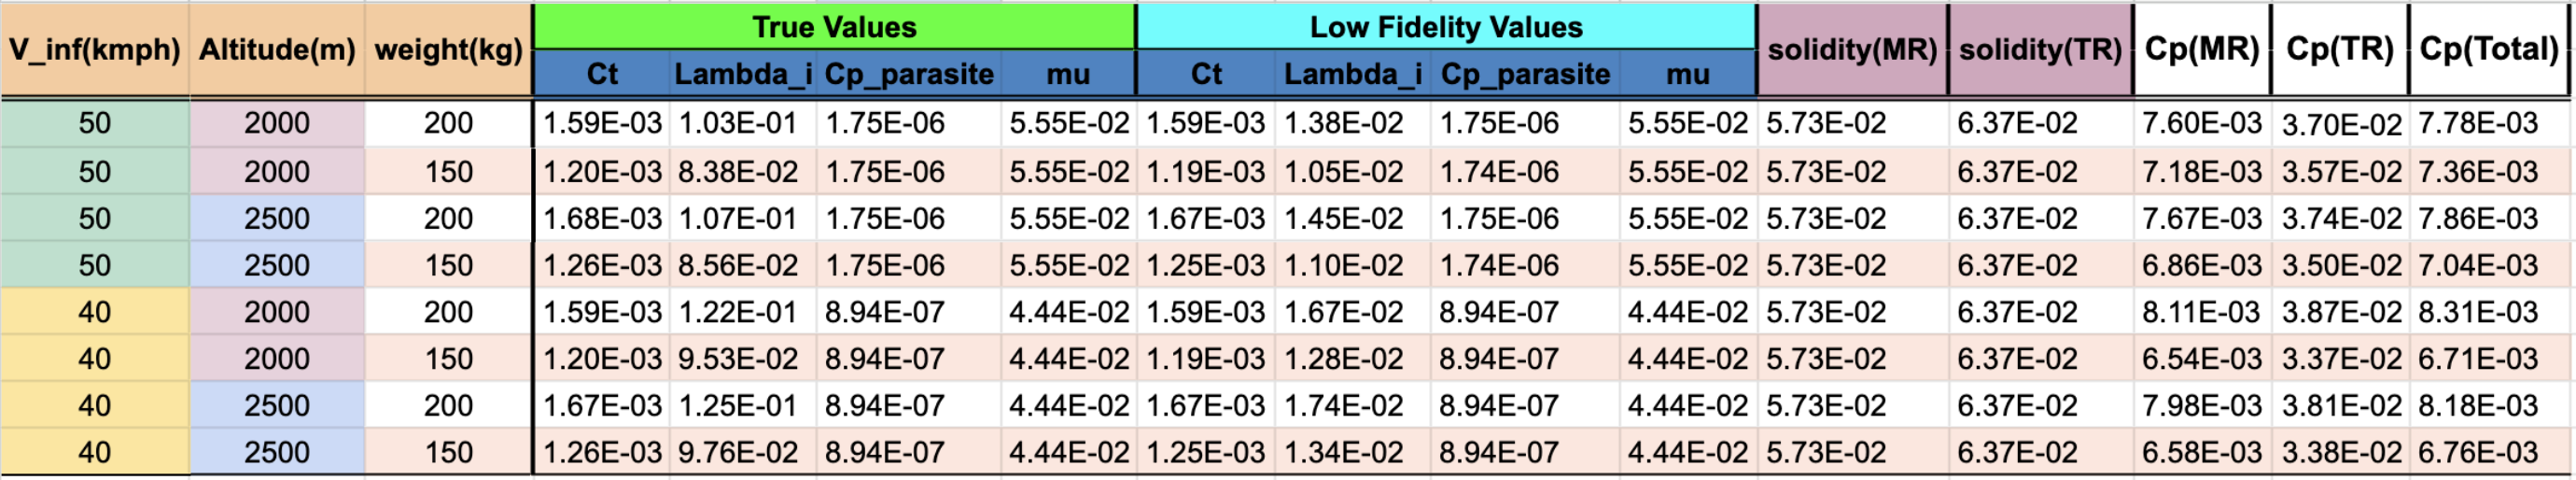 True Values Low Fidelity Values
V_inf(kmph) Altitude(m) weight(kg) solidity(MR) solidity(TR) Cp(MR) Cp(TR) Cp(Total)
Ct Lambda_i Cp_parasite mu Ct Lambda_i Cp_parasite mu
50 2000 200 1.59E-03 1.03E-01 1.75E-06 5.55E-02 1.59E-03 1.38E-02 1.75E-06 5.55E-02 5.73E-02 6.37E-02 7.60E-03 3.70E-02 7.78E-03
50 2000 150 1.20E-03 8.38E-02 1.75E-06 5.55E-02 1.19E-03 1.05E-02 1.74E-06 5.55E-02 5.73E-02 6.37E-02 7.18E-03 3.57E-02 7.36E-03
50 2500 200 1.68E-03 1.07E-01 1.75E-06 5.55E-02 1.67E-03 1.45E-02 1.75E-06 5.55E-02 5.73E-02 6.37E-02 7.67E-03 3.74E-02 7.86E-03
50 2500 150 1.26E-03 8.56E-02 1.75E-06 5.55E-02 1.25E-03 1.10E-02 1.74E-06 5.55E-02 5.73E-02 6.37E-02 6.86E-03 3.50E-02 7.04E-03
40 2000 200 1.59E-03 1.22E-01 8.94E-07 4.44E-02 1.59E-03 1.67E-02 8.94E-07 4.44E-02 5.73E-02 6.37E-02 8.11E-03 3.87E-02 8.31E-03
40 2000 150 1.20E-03 9.53E-02 8.94E-07 4.44E-02 1.19E-03 1.28E-02 8.94E-07 4.44E-02 5.73E-02 6.37E-02 6.54E-03 3.37E-02 6.71E-03
40 2500 200 1.67E-03 1.25E-01 8.94E-07 4.44E-02 1.67E-03 1.74E-02 8.94E-07 4.44E-02 5.73E-02 6.37E-02 7.98E-03 3.81E-02 8.18E-03
40 2500 150 1.26E-03 9.76E-02 8.94E-07 4.44E-02 1.25E-03 1.34E-02 8.94E-07 4.44E-02 5.73E-02 6.37E-02 6.58E-03 3.38E-02 6.76E-03